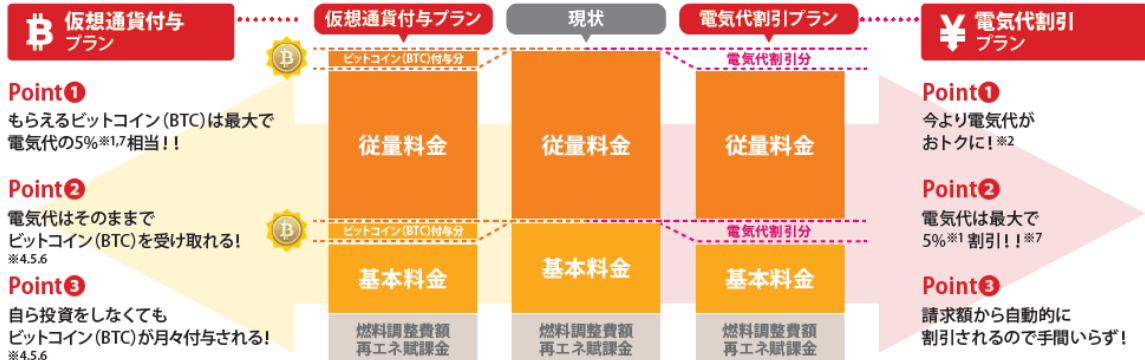 仮想通貨付与
プラン
Point❶
もらえるビットコイン(BTC)は最大で
電気代の5%※1,7相当！！
Point❷
電気代はそのままで
ビットコイン(BTC)を受け取れる！
※4.5.6
Point❸
自ら投資をしなくても
ビットコイン(BTC)が月々付与される！
※4.5.6
仮想通貨付与プラン
ビットコイン(BTC)付与分
従量料金
ビットコイン(BTC)付与分
基本料金
燃料調整費額
再エネ賦課金
現状
従量料金
基本料金
燃料調整費額
再エネ賦課金
電気代割引プラン
電気代割引分
従量料金
電気代割引分
基本料金
燃料調整費額
再エネ賦課金
¥ 電気代割引
プラン
Point❶
今より電気代が
おトクに！※2
Point❷
電気代は最大で
5%※1 割引！！※7
Point❸
請求額から自動的に
割引されるので手間いらず！